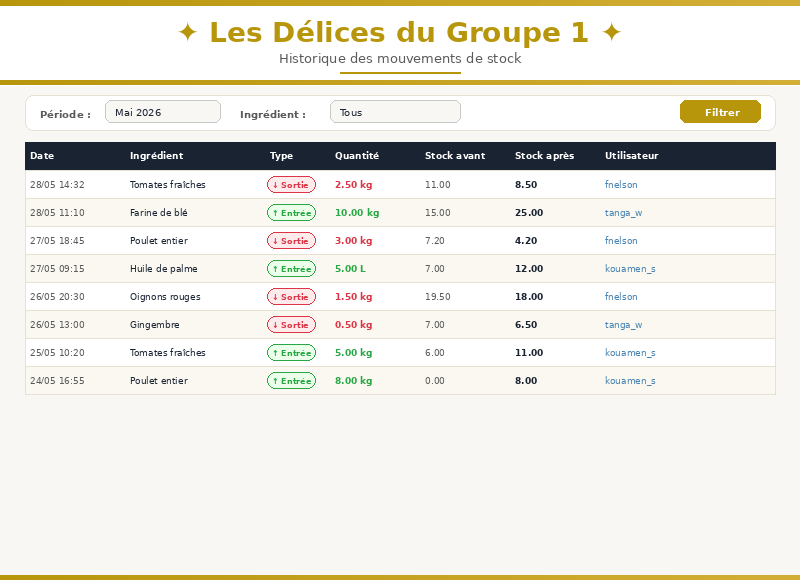 ✦ Les Délices du Groupe 1 ✦
Historique des mouvements de stock
Période : Mai 2026 Ingrédient : Tous Filtrer
Date Ingrédient Type Quantité Stock avant Stock après Utilisateur
28/05 14:32 Tomates fraîches ↓ Sortie 2.50 kg 11.00 8.50 fnelson
28/05 11:10 Farine de blé ↑ Entrée 10.00 kg 15.00 25.00 tanga_w
27/05 18:45 Poulet entier ↓ Sortie 3.00 kg 7.20 4.20 fnelson
27/05 09:15 Huile de palme ↑ Entrée 5.00 L 7.00 12.00 kouamen_s
26/05 20:30 Oignons rouges ↓ Sortie 1.50 kg 19.50 18.00 fnelson
26/05 13:00 Gingembre ↓ Sortie 0.50 kg 7.00 6.50 tanga_w
25/05 10:20 Tomates fraîches ↑ Entrée 5.00 kg 6.00 11.00 kouamen_s
24/05 16:55 Poulet entier ↑ Entrée 8.00 kg 0.00 8.00 kouamen_s